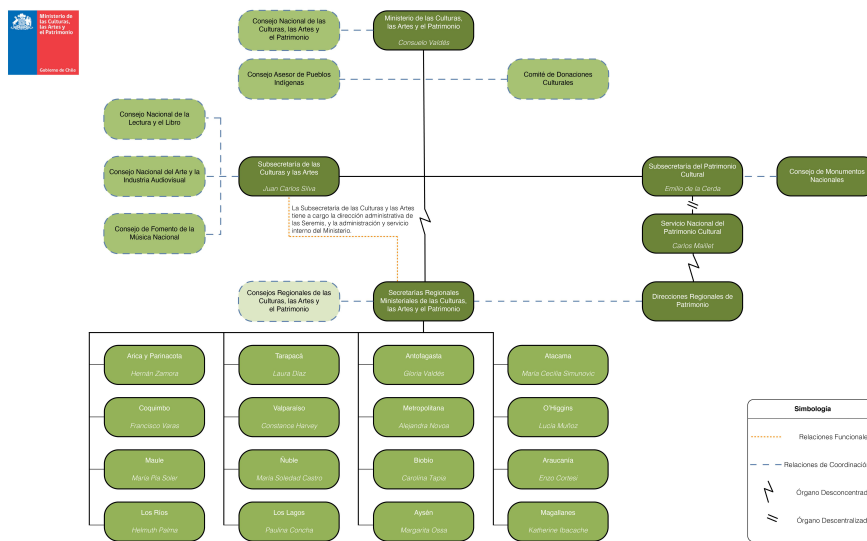 Ministerio de
las Culturas,
las Artes y
el Patrimonio
Gobierno de Chile
Consejo Nacional de las
Culturas, las Artes y
el Patrimonio
Ministerio de las Culturas,
las Artes y el Patrimonio
Consuelo Valdés
Consejo Asesor de Pueblos
Indígenas
Comité de Donaciones
Culturales
Consejo Nacional de la
Lectura y el Libro
Consejo Nacional del Arte y la
Industria Audiovisual
Consejo de Fomento de la
Música Nacional
Subsecretaría de las
Culturas y las Artes
Juan Carlos Silva
Subsecretaría del Patrimonio
Cultural
Emilio de la Cerda
Consejo de Monumentos
Nacionales
La Subsecretaría de las Culturas y las Artes
tiene a cargo la dirección administrativa de
las Seremis, y la administración y servicio
interno del Ministerio.
Servicio Nacional del
Patrimonio Cultural
Carlos Maillet
Consejos Regionales de las
Culturas, las Artes y
el Patrimonio
Secretarías Regionales
Ministeriales de las Culturas,
las Artes y el Patrimonio
Direcciones Regionales de
Patrimonio
Arica y Parinacota
Hernán Zamora
Tarapacá
Laura Díaz
Antofagasta
Gloria Valdés
Atacama
María Cecilia Simunovic
Coquimbo
Francisco Varas
Valparaíso
Constance Harvey
Metropolitana
Alejandra Novoa
O'Higgins
Lucía Muñoz
Maule
María Pía Soler
Ñuble
María Soledad Castro
Biobío
Carolina Tapia
Araucanía
Enzo Cortesi
Los Ríos
Helmuth Palma
Los Lagos
Paulina Concha
Aysén
Margarita Ossa
Magallanes
Katherine Ibacache
Simbología
Relaciones Funcionale
Relaciones de Coordinació
Órgano Desconcentrad
Órgano Descentralizad